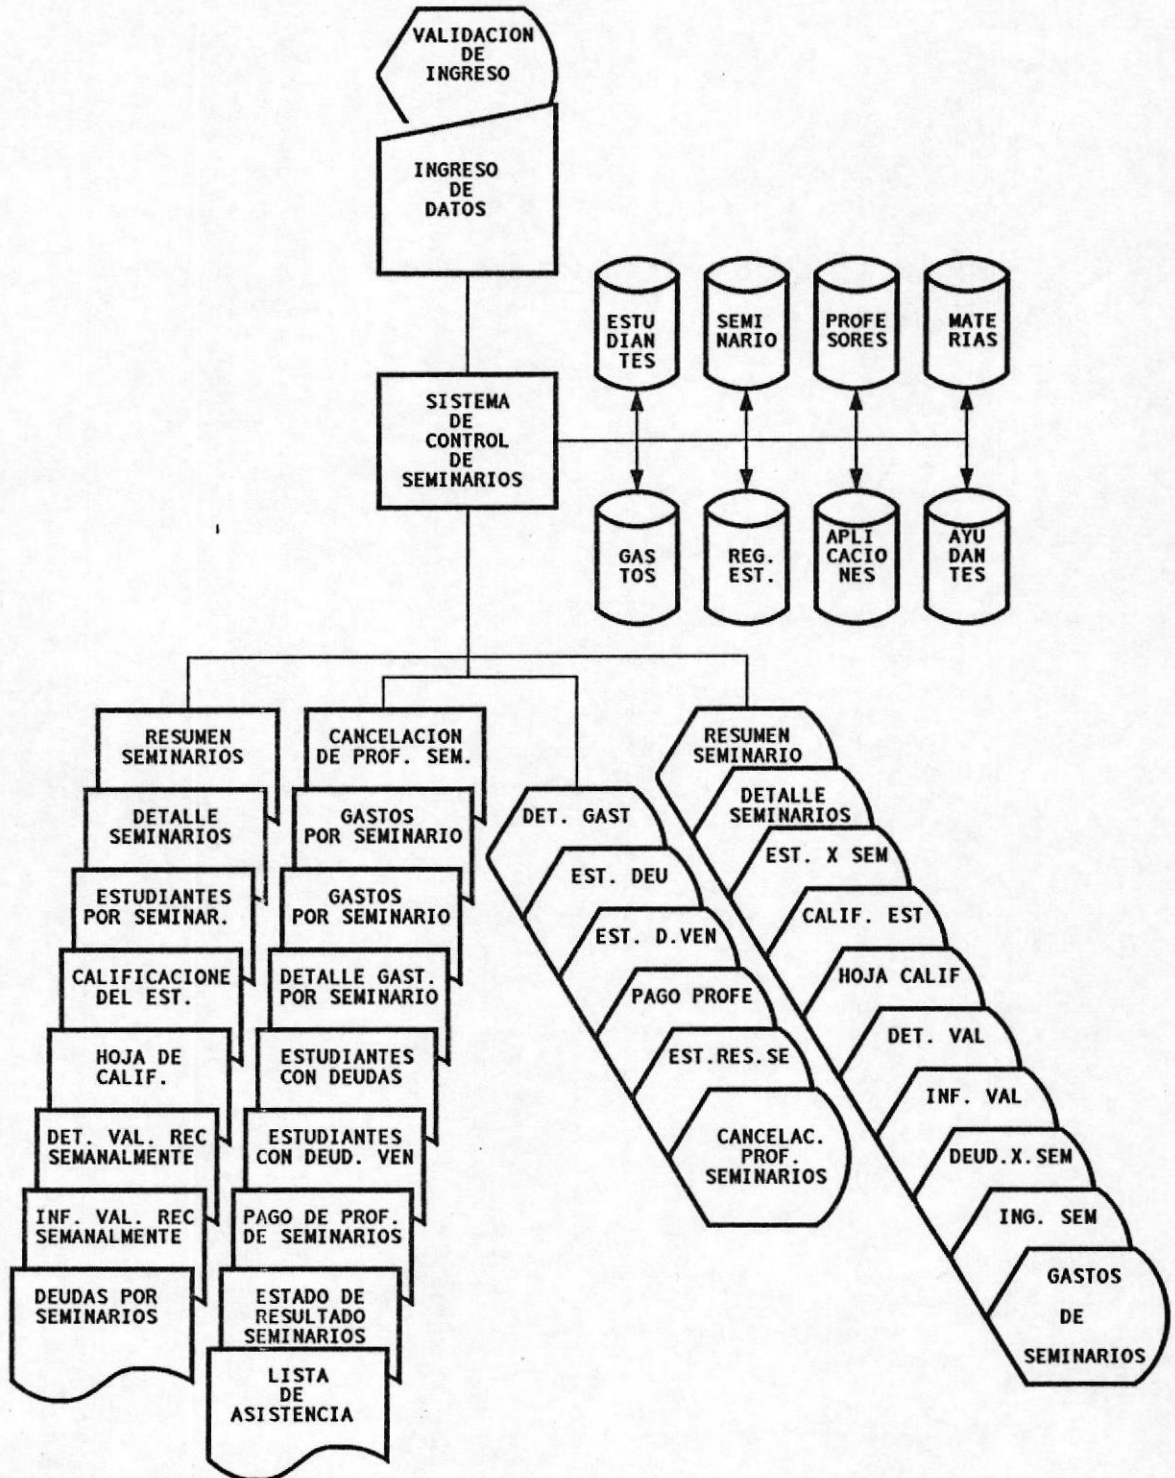 VALIDACION
DE
INGRESO
INGRESO
DE
DATOS
ESTU
DIAN
TES
SEMI
NARIO
PROFE
SORES
MATE
RIAS
SISTEMA
DE
CONTROL
DE
SEMINARIOS
GAS
TOS
REG.
EST.
APLI
CACIO
NES
AYU
DAN
TES
RESUMEN
SEMINARIOS
DETALLE
SEMINARIOS
ESTUDIANTES
POR SEMINAR.
CALIFICACIONE
DEL EST.
HOJA DE
CALIF.
DET. VAL. REC
SEMANALMENTE
INF. VAL. REC
SEMANALMENTE
DEUDAS POR
SEMINARIOS
CANCELACION
DE PROF. SEM.
GASTOS
POR SEMINARIO
GASTOS
POR SEMINARIO
DETALLE GAST.
POR SEMINARIO
ESTUDIANTES
CON DEUDAS
ESTUDIANTES
CON DEUD. VEN
PAGO DE PROF.
DE SEMINARIOS
ESTADO DE
RESULTADO
SEMINARIOS
LISTA
DE
ASISTENCIA
DET. GAST
EST. DEU
EST. D.VEN
PAGO PROFE
EST.RES.SE
CANCELAC.
PROF.
SEMINARIOS
RESUMEN
SEMINARIO
DETALLE
SEMINARIOS
EST. X SEM
CALIF. EST
HOJA CALIF
DET. VAL
INF. VAL
DEUD.X.SEM
ING. SEM
GASTOS
DE
SEMINARIOS